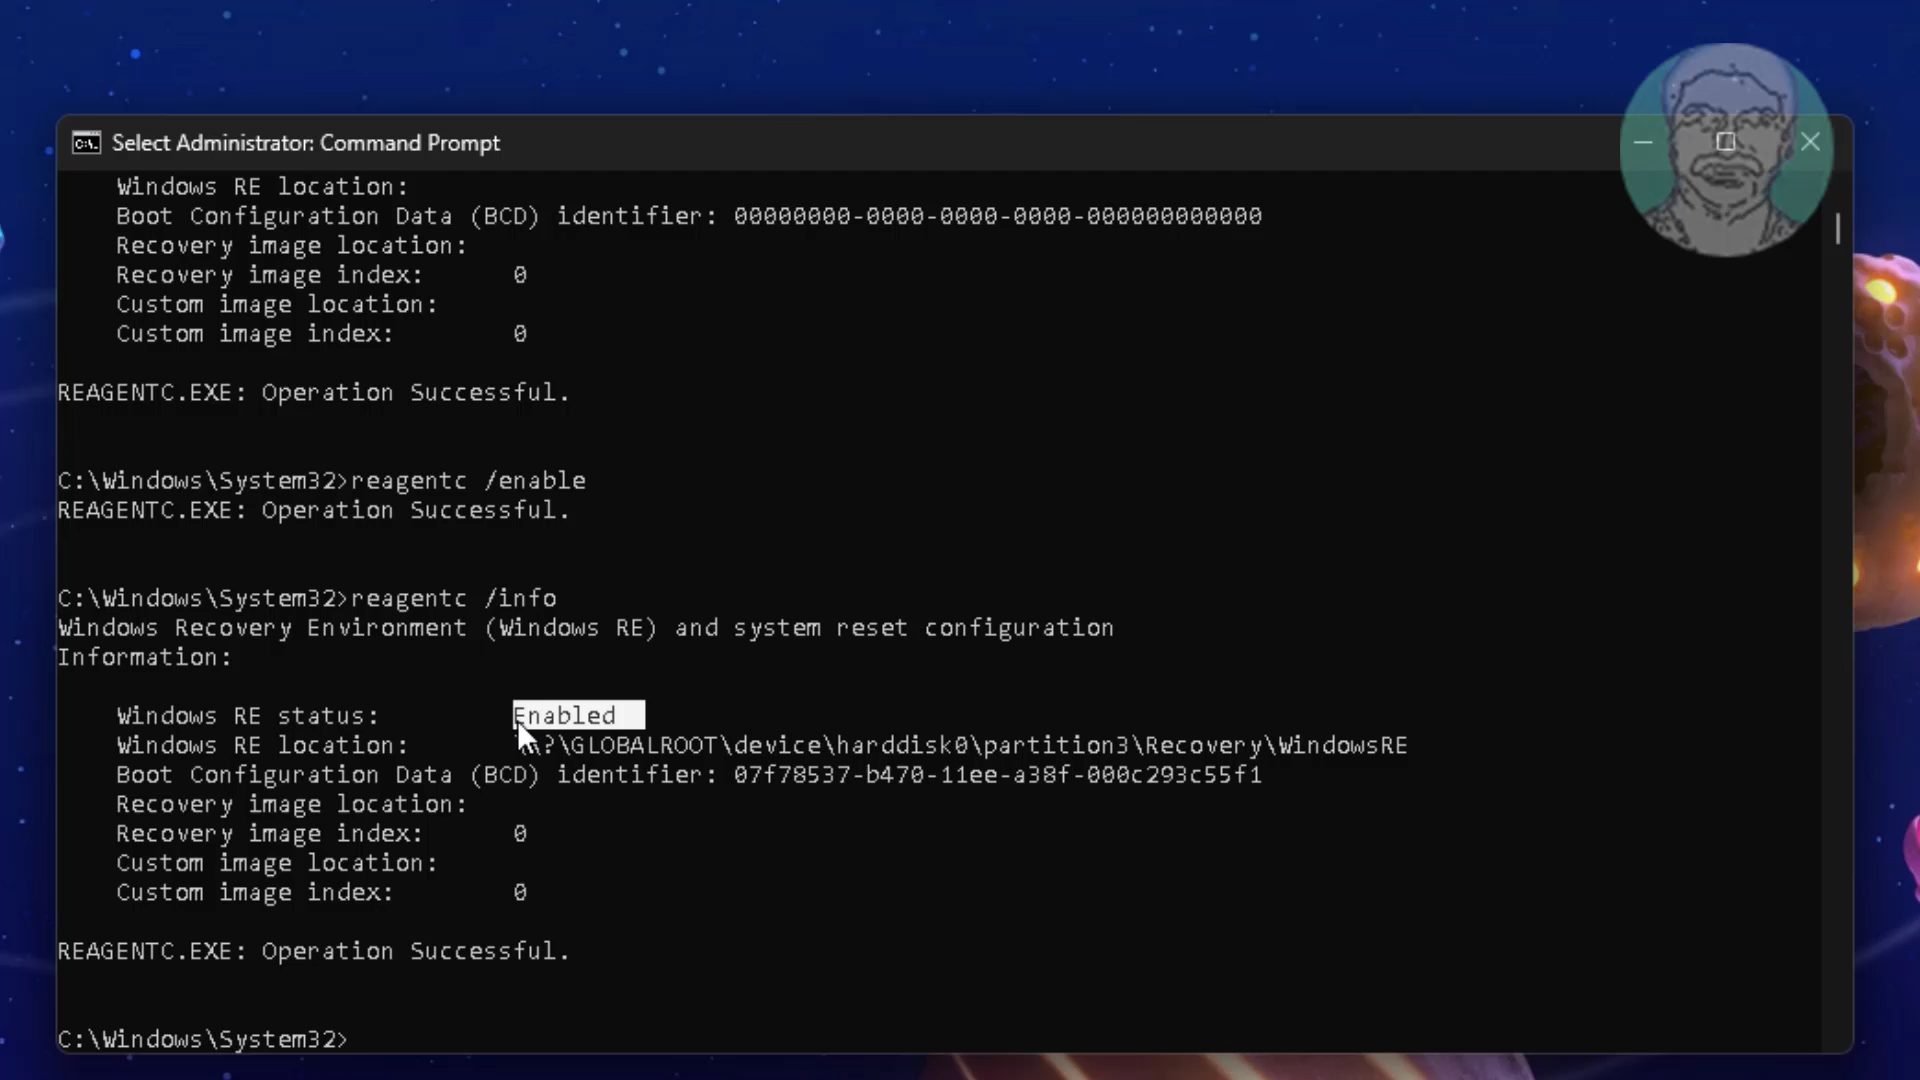 Select Administrator: Command Prompt
Windows RE location:
Boot Configuration Data (BCD) identifier: 00000000-0000-0000-0000-000000000000
Recovery image location:
Recovery image index: 0
Custom image location:
Custom image index: 0
REAGENTC.EXE: Operation Successful.
C:\Windows\System32>reagentc /enable
REAGENTC.EXE: Operation Successful.
C:\Windows\System32>reagentc /info
Windows Recovery Environment (Windows RE) and system reset configuration
Information:
Windows RE status: Enabled
Windows RE location: \\?\GLOBALROOT\device\harddisk0\partition3\Recovery\WindowsRE
Boot Configuration Data (BCD) identifier: 07f78537-b470-11ee-a38f-000c293c55f1
Recovery image location:
Recovery image index: 0
Custom image location:
Custom image index: 0
REAGENTC.EXE: Operation Successful.
C:\Windows\System32>